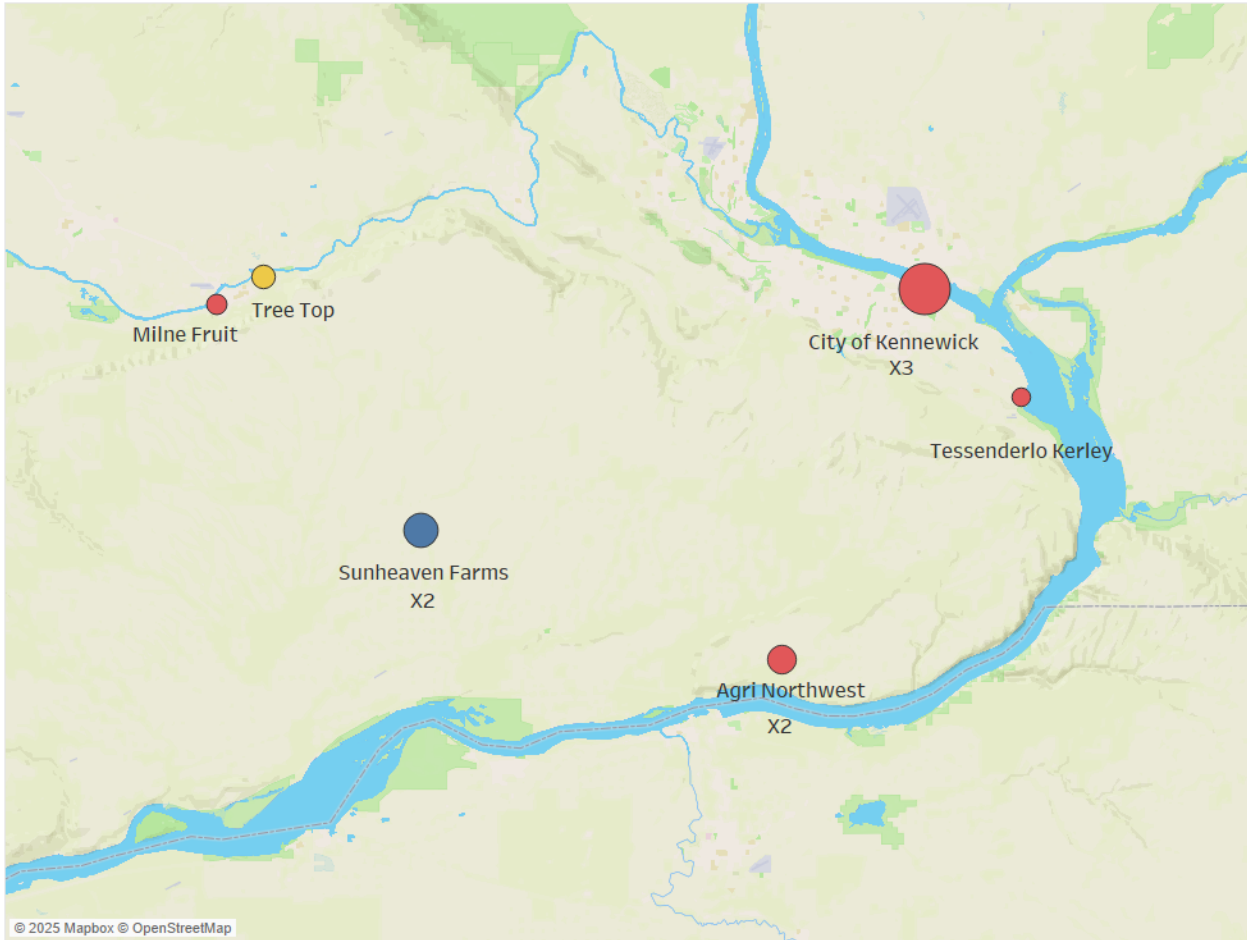 Tree Top
Milne Fruit
City of Kennewick
X3
Tessenderlo Kerley
Sunheaven Farms
X2
Agri Northwest
X2
© 2025 Mapbox © OpenStreetMap